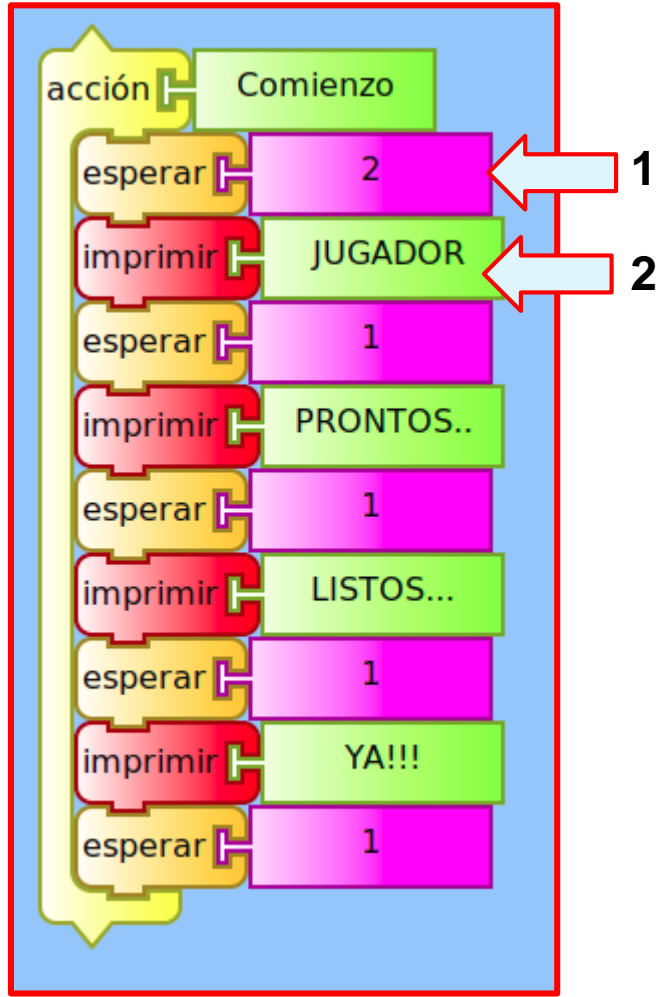 acción Comienzo
esperar 2 1
imprimir JUGADOR 2
esperar 1
imprimir PRONTOS..
esperar 1
imprimir LISTOS...
esperar 1
imprimir YA!!!
esperar 1